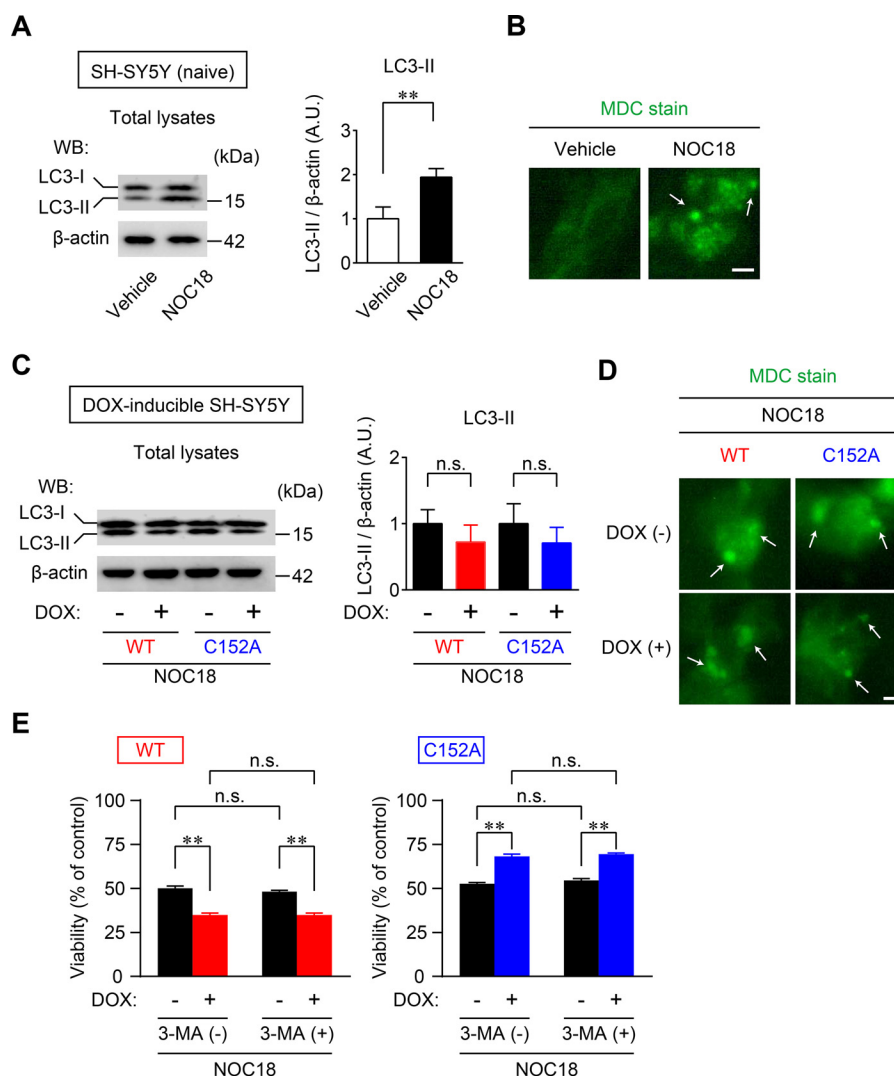 A
SH-SY5Y (naive)
Total lysates
WB:
(kDa)
LC3-I
LC3-II
15
β-actin
42
Vehicle
NOC18
LC3-II
**
LC3-II / β-actin (A.U.)
3
2
1
0
Vehicle
NOC18
B
MDC stain
Vehicle
NOC18
C
DOX-inducible SH-SY5Y
Total lysates
WB:
(kDa)
LC3-I
LC3-II
15
β-actin
42
DOX:
- + - +
WT C152A
NOC18
LC3-II
LC3-II / β-actin (A.U.)
2
1
0
n.s. n.s.
DOX: - + - +
WT C152A
NOC18
D
MDC stain
NOC18
WT C152A
DOX (-)
DOX (+)
E
WT
n.s.
n.s.
** **
Viability (% of control)
100
75
50
25
0
DOX: - + - +
3-MA (-) 3-MA (+)
NOC18
C152A
n.s.
n.s.
** **
Viability (% of control)
100
75
50
25
0
DOX: - + - +
3-MA (-) 3-MA (+)
NOC18